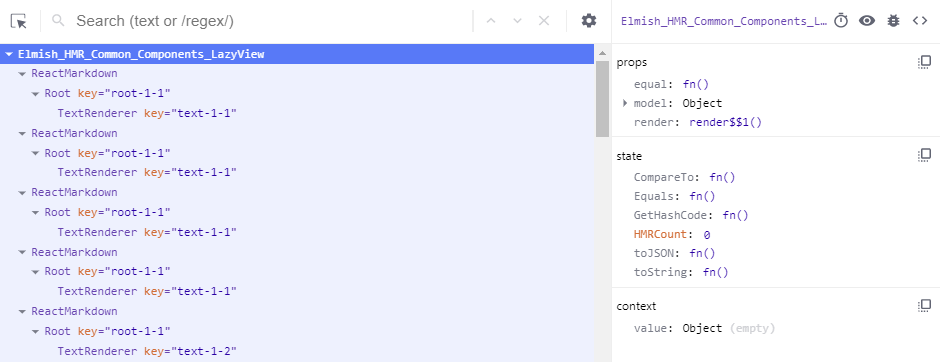 Search (text or /regex/)
Elmish_HMR_Common_Components_LazyView
ReactMarkdown
Root key="root-1-1"
TextRenderer key="text-1-1"
ReactMarkdown
Root key="root-1-1"
TextRenderer key="text-1-1"
ReactMarkdown
Root key="root-1-1"
TextRenderer key="text-1-1"
ReactMarkdown
Root key="root-1-1"
TextRenderer key="text-1-1"
ReactMarkdown
Root key="root-1-1"
TextRenderer key="text-1-2"
Elmish_HMR_Common_Components_L…
props
equal: fn()
model: Object
render: render$$1()
state
CompareTo: fn()
Equals: fn()
GetHashCode: fn()
HMRCount: 0
toJSON: fn()
toString: fn()
context
value: Object (empty)